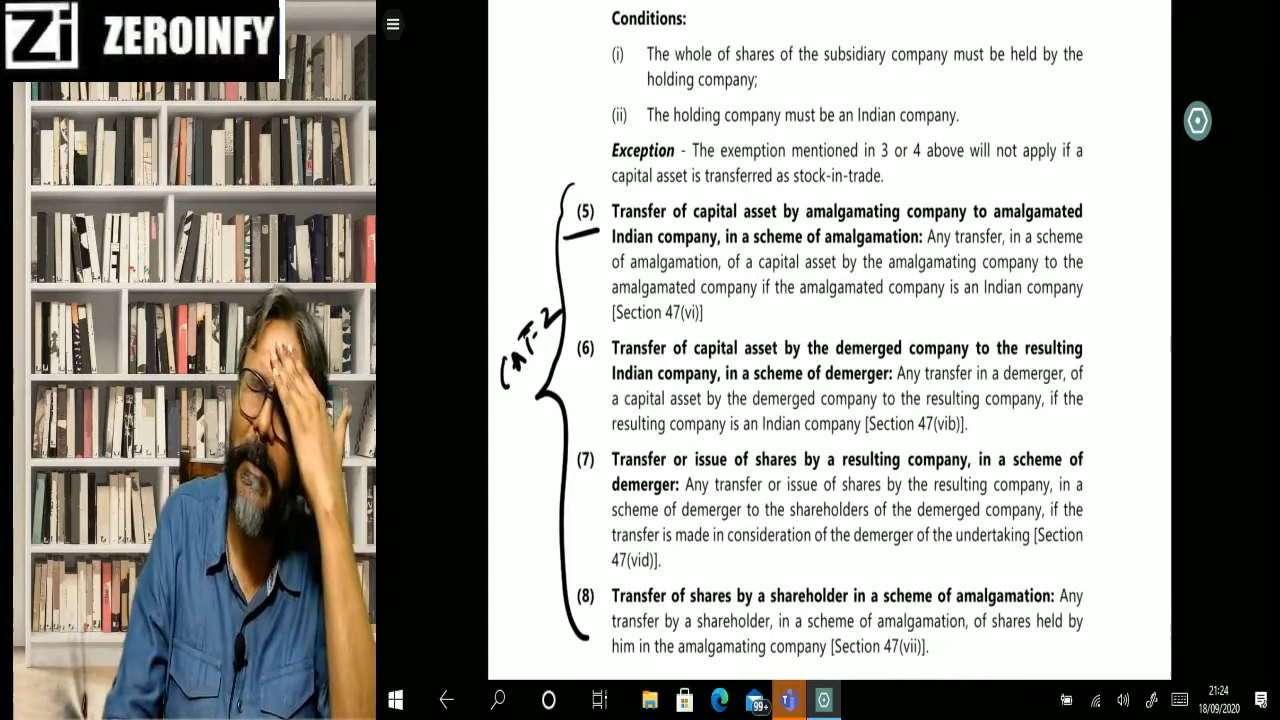 Zi ZEROINFY
Conditions:
(i) The whole of shares of the subsidiary company must be held by the
holding company;
(ii) The holding company must be an Indian company.
Exception - The exemption mentioned in 3 or 4 above will not apply if a
capital asset is transferred as stock-in-trade.
(5) Transfer of capital asset by amalgamating company to amalgamated
Indian company, in a scheme of amalgamation: Any transfer, in a scheme
of amalgamation, of a capital asset by the amalgamating company to the
amalgamated company if the amalgamated company is an Indian company
[Section 47(vi)]
CAT-2
(6) Transfer of capital asset by the demerged company to the resulting
Indian company, in a scheme of demerger: Any transfer in a demerger, of
a capital asset by the demerged company to the resulting company, if the
resulting company is an Indian company [Section 47(vib)].
(7) Transfer or issue of shares by a resulting company, in a scheme of
demerger: Any transfer or issue of shares by the resulting company, in a
scheme of demerger to the shareholders of the demerged company, if the
transfer is made in consideration of the demerger of the undertaking [Section
47(vid)].
(8) Transfer of shares by a shareholder in a scheme of amalgamation: Any
transfer by a shareholder, in a scheme of amalgamation, of shares held by
him in the amalgamating company [Section 47(vii)].
99+
21:24
18/09/2020